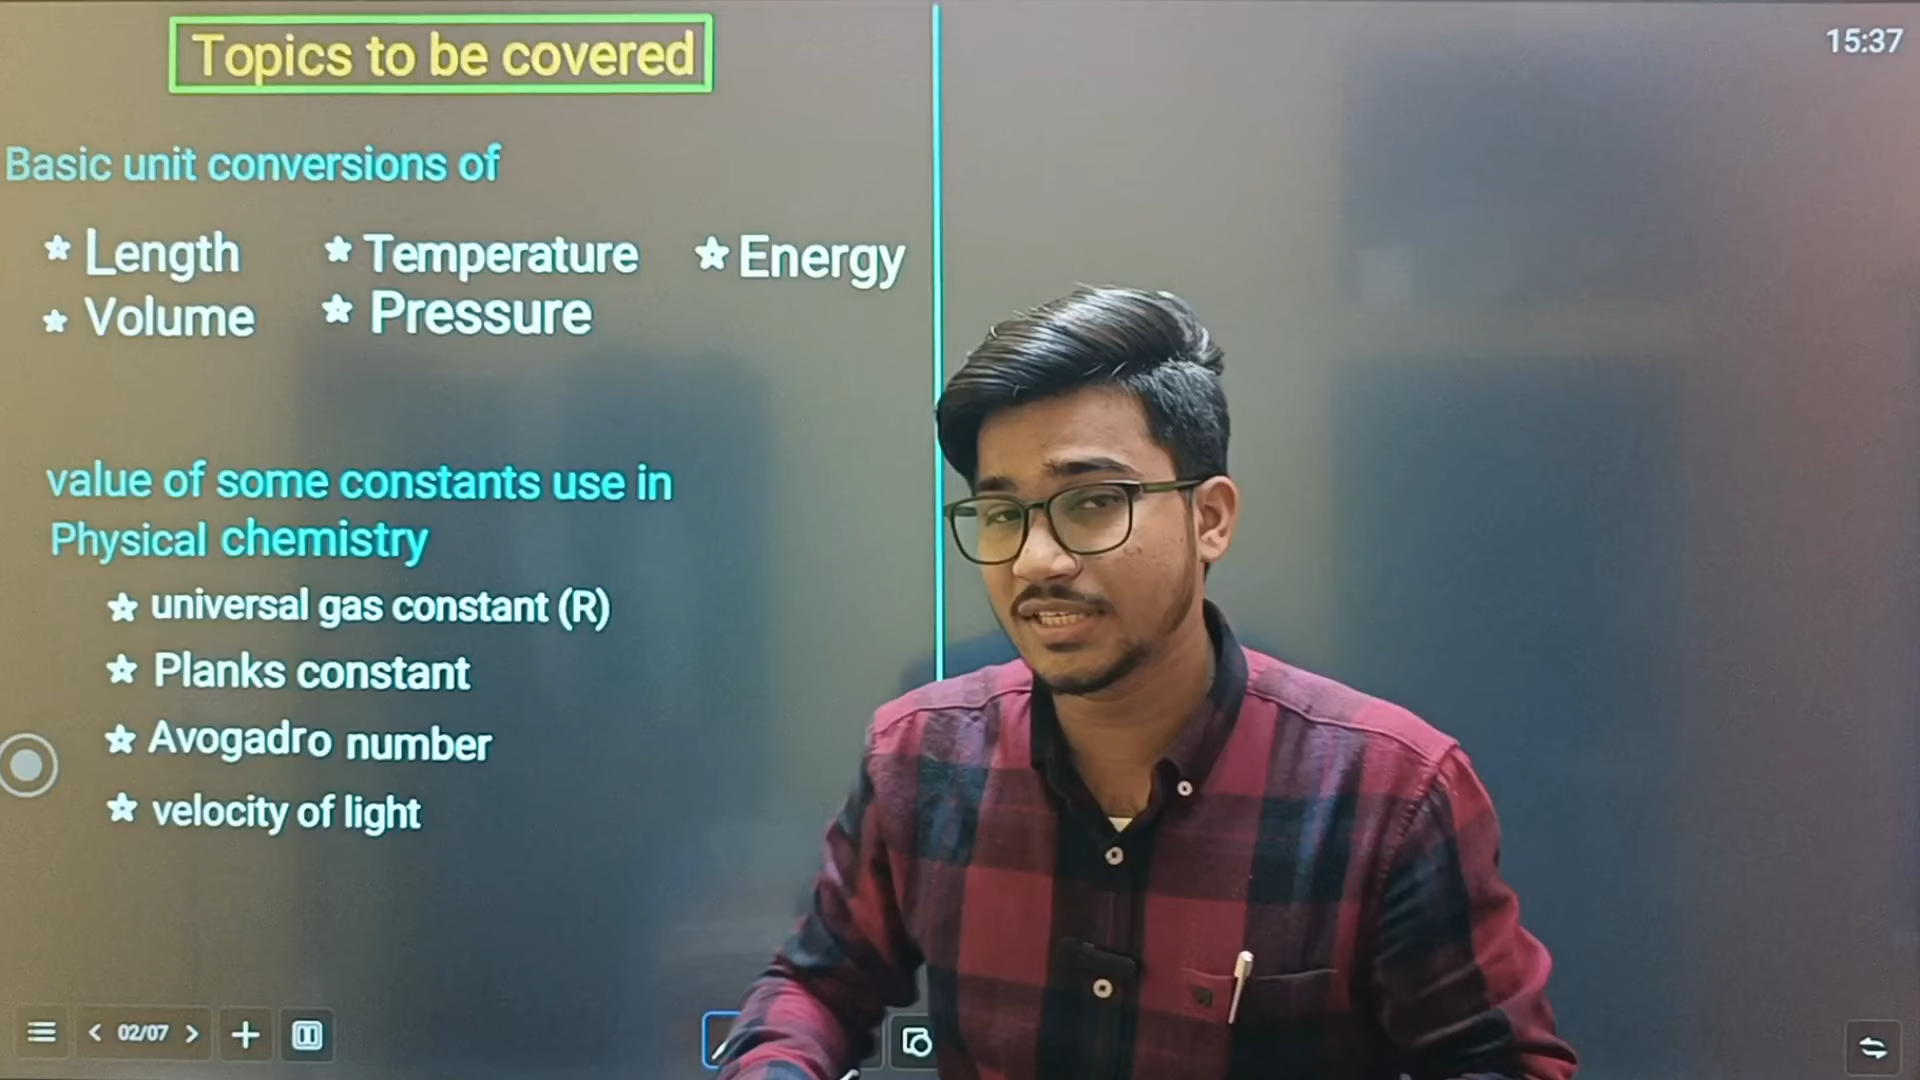 Topics to be covered
15:37
Basic unit conversions of
★ Length ★ Temperature ★ Energy
★ Volume ★ Pressure
value of some constants use in
Physical chemistry
★ universal gas constant (R)
★ Planks constant
★ Avogadro number
★ velocity of light
02/07